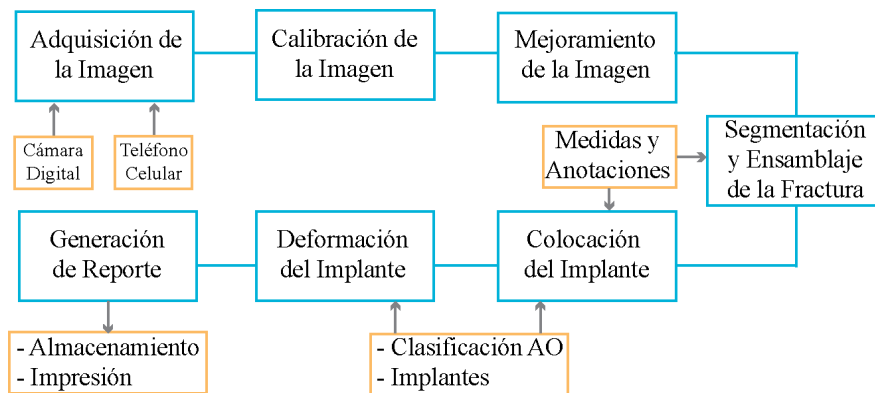 Adquisición de
la Imagen
Calibración de
la Imagen
Mejoramiento
de la Imagen
Cámara
Digital
Teléfono
Celular
Medidas y
Anotaciones
Segmentación
y Ensamblaje
de la Fractura
Generación
de Reporte
Deformación
del Implante
Colocación
del Implante
- Almacenamiento
- Impresión
- Clasificación AO
- Implantes